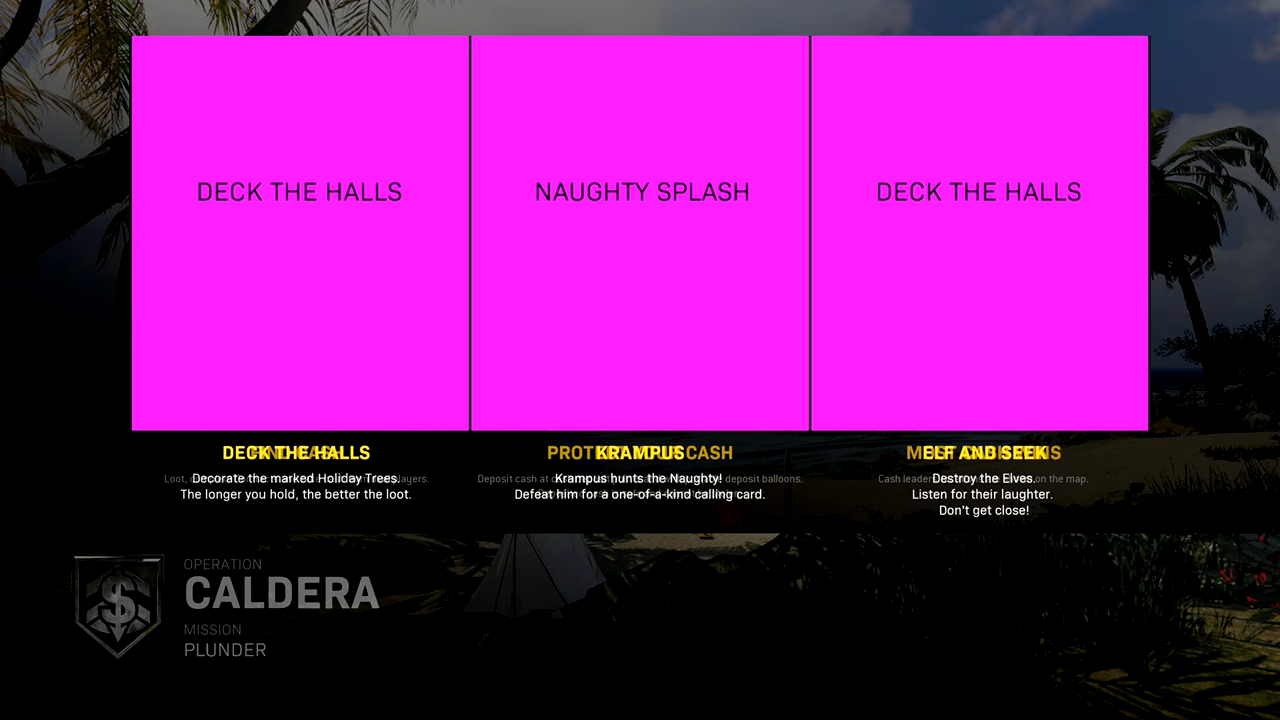 DECK THE HALLS
NAUGHTY SPLASH
DECK THE HALLS
DECK THE HALLS
Decorate the marked Holiday Trees.
The longer you hold, the better the loot.
KRAMPUS
Krampus hunts the Naughty!
Defeat him for a one-of-a-kind calling card.
ELF AND SEEK
Destroy the Elves.
Listen for their laughter.
Don't get close!
OPERATION
CALDERA
MISSION
PLUNDER